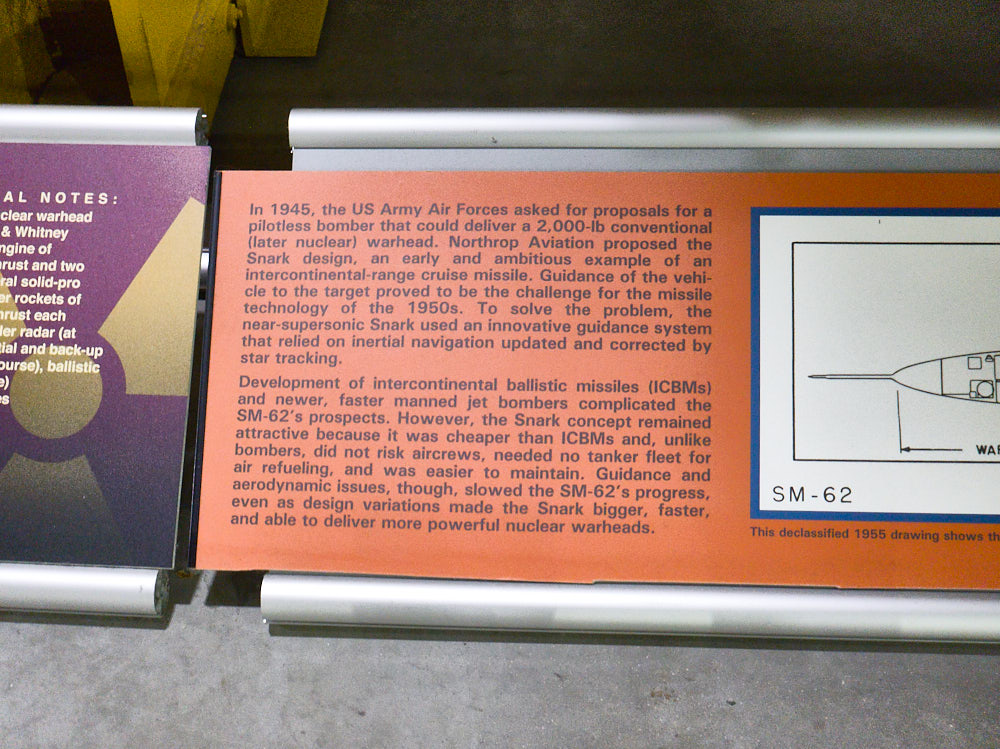 AL NOTES:
clear warhead
& Whitney
ngine of
hrust and two
ral solid-pro
er rockets of
hrust each
der radar (at
tial and back-up
ourse), ballistic
e)
es
In 1945, the US Army Air Forces asked for proposals for a
pilotless bomber that could deliver a 2,000-lb conventional
(later nuclear) warhead. Northrop Aviation proposed the
Snark design, an early and ambitious example of an
intercontinental-range cruise missile. Guidance of the vehi-
cle to the target proved to be the challenge for the missile
technology of the 1950s. To solve the problem, the
near-supersonic Snark used an innovative guidance system
that relied on inertial navigation updated and corrected by
star tracking.
Development of intercontinental ballistic missiles (ICBMs)
and newer, faster manned jet bombers complicated the
SM-62's prospects. However, the Snark concept remained
attractive because it was cheaper than ICBMs and, unlike
bombers, did not risk aircrews, needed no tanker fleet for
air refueling, and was easier to maintain. Guidance and
aerodynamic issues, though, slowed the SM-62's progress,
even as design variations made the Snark bigger, faster,
and able to deliver more powerful nuclear warheads.
WAR
SM-62
This declassified 1955 drawing shows th